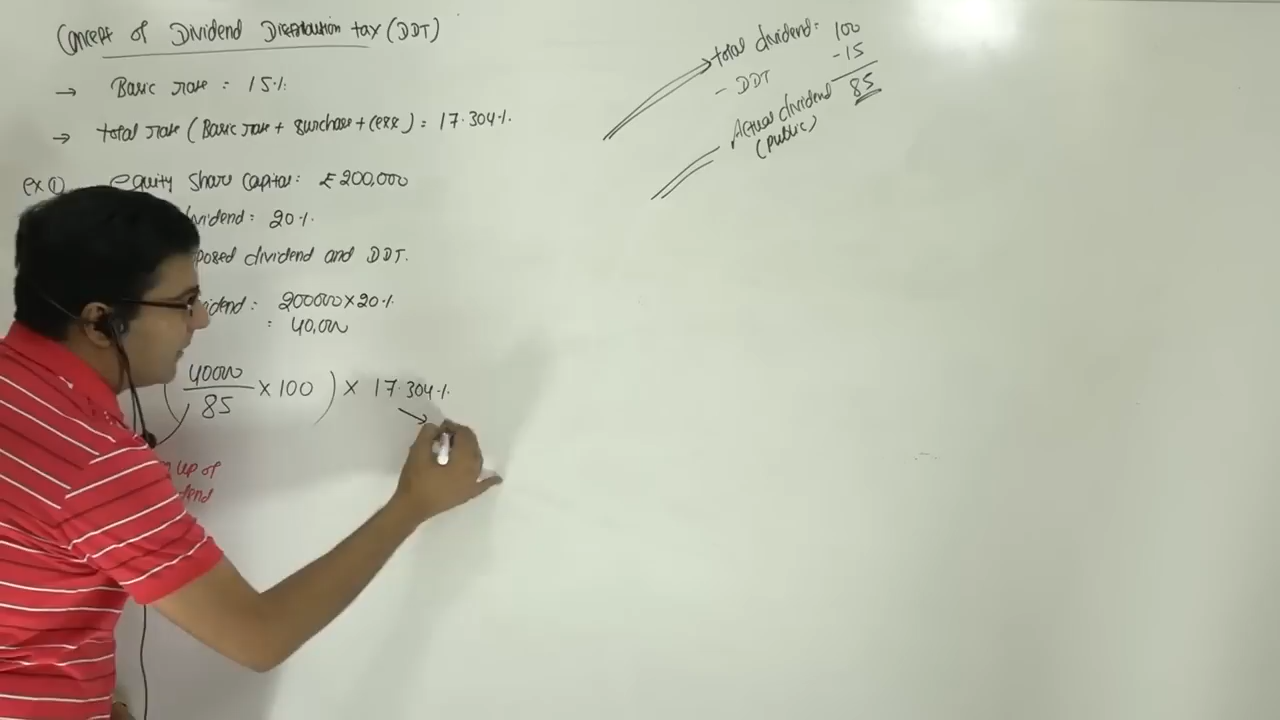 Concept of Dividend Distribution tax (DDT)
→ Basic rate : 15%
→ total rate (Basic rate + surcharge + cess) = 17.304%
ex ① equity share capital: ₹200,000
dividend: 20%
posed dividend and DDT.
idend: 200000 × 20%
: 40,000
(40000/85 × 100) × 17.304%
up of
dend
total dividend: 100
- DDT -15
Actual dividend 85
(public)